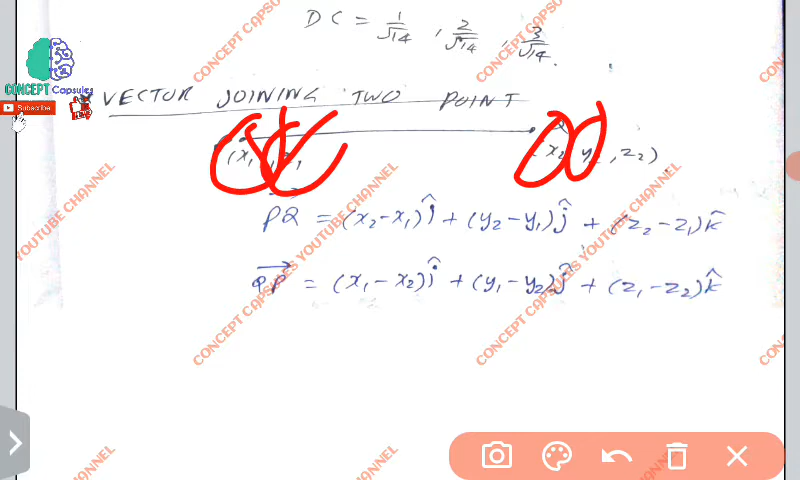 DC = 1/√14 , 2/√14 , 3/√14.
CONCEPT Capsules
Subscribe
VECTOR JOINING TWO POINT
(x₁ z₁
(x₂ y₂ , z₂)
PQ = (x₂ - x₁)î + (y₂ - y₁)ĵ + (z₂ - z₁)k̂
QP = (x₁ - x₂)î + (y₁ - y₂)ĵ + (z₁ - z₂)k̂
CONCEPT CAPSULES
YOUTUBE CHANNEL